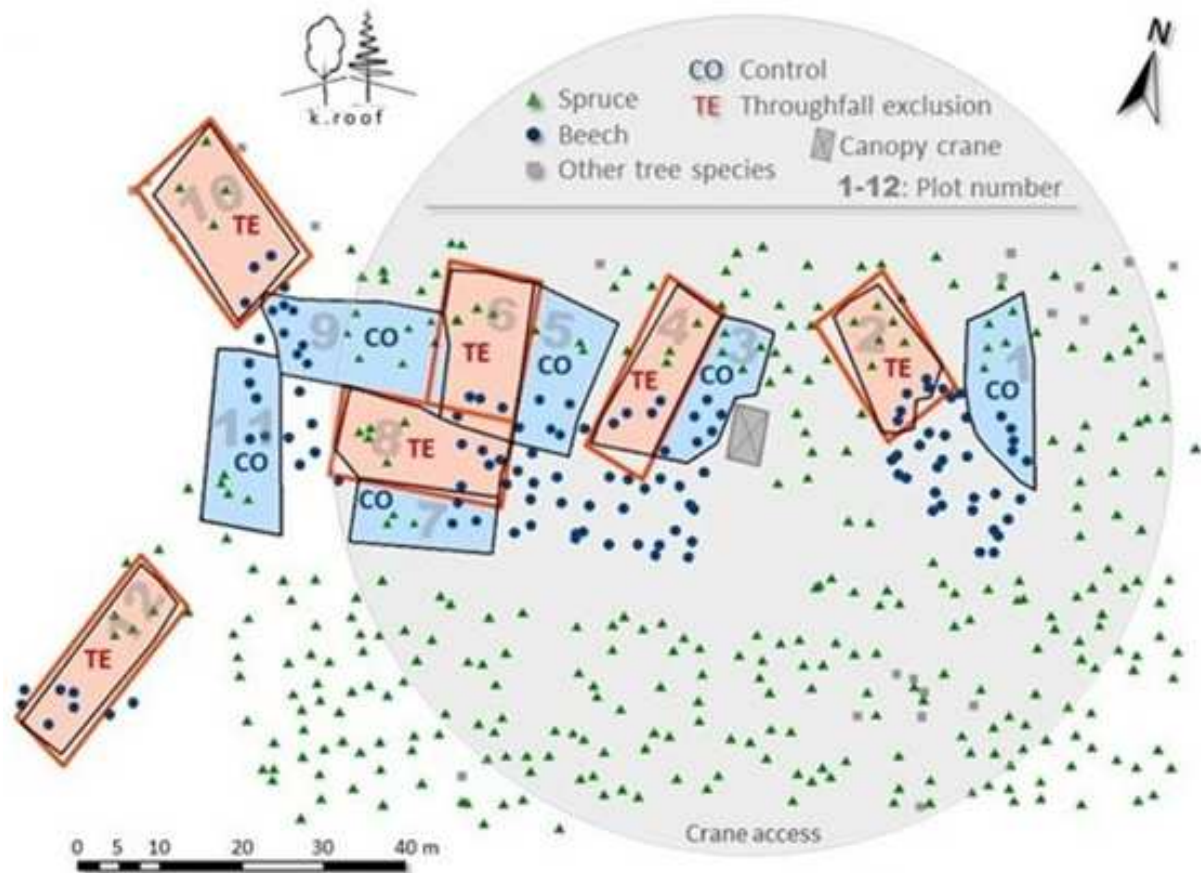 N
k.roof
CO Control
Spruce
TE Throughfall exclusion
Beech
Canopy crane
Other tree species
1-12: Plot number
10
TE
9
CO
6
TE
5
CO
4
TE
3
CO
2
TE
1
CO
11
CO
8
TE
CO
7
12
TE
Crane access
0 5 10 20 30 40 m